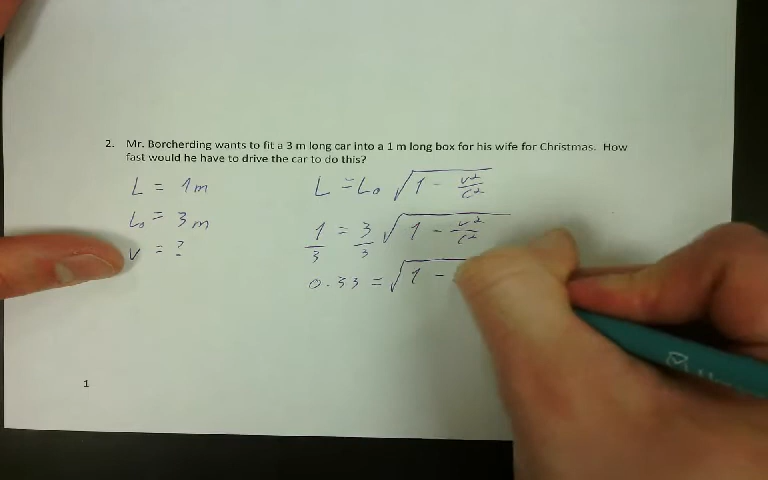 2. Mr. Borcherding wants to fit a 3 m long car into a 1 m long box for his wife for Christmas. How
fast would he have to drive the car to do this?
L = 1m
L = L₀ √1 - v²/c²
L₀ = 3 m
1/3 = 3/3 √1 - v²/c²
v = ?
0.33 = √1 -
1